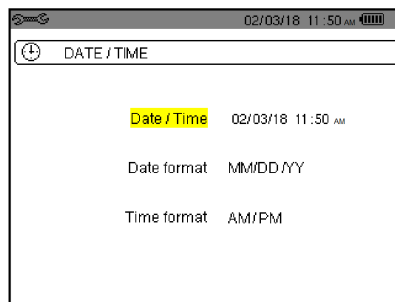 02/03/18 11:50 AM
DATE / TIME
Date / Time 02/03/18 11:50 AM
Date format MM/DD/YY
Time format AM/PM